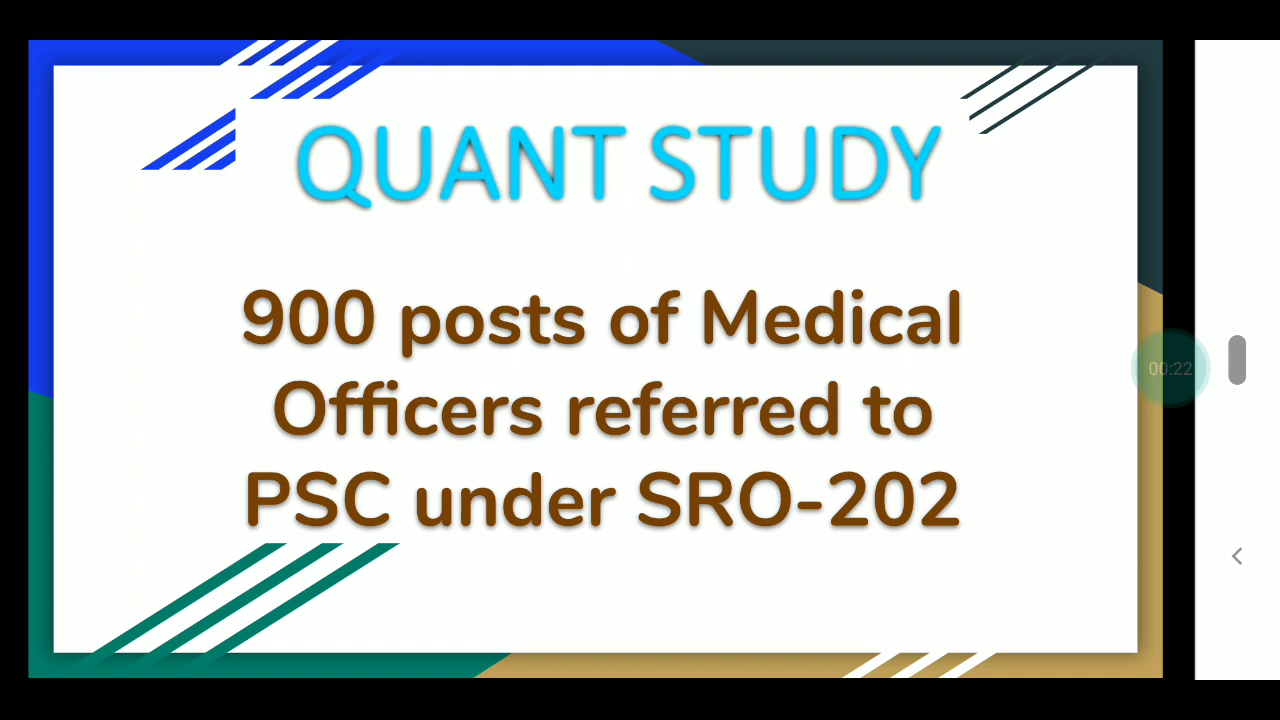 QUANT STUDY
900 posts of Medical
Officers referred to
PSC under SRO-202
00:22